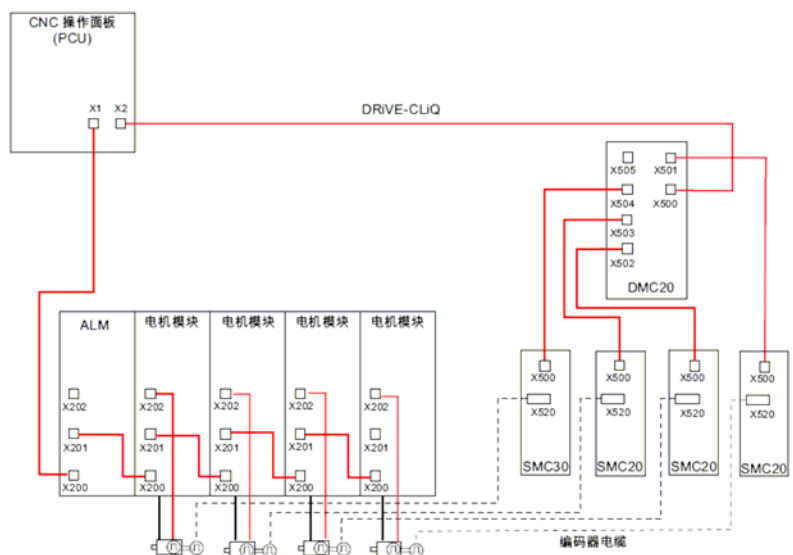 CNC 操作面板
(PCU)
X1 X2
DRiVE-CLiQ
X505 X501
X504 X500
X503
X502
DMC20
ALM 电机模块 电机模块 电机模块 电机模块
X202 X202 X202 X202 X202
X201 X201 X201 X201 X201
X200 X200 X200 X200 X200
X500 X500 X500 X500
X520 X520 X520 X520
SMC30 SMC20 SMC20 SMC20
编码器电缆